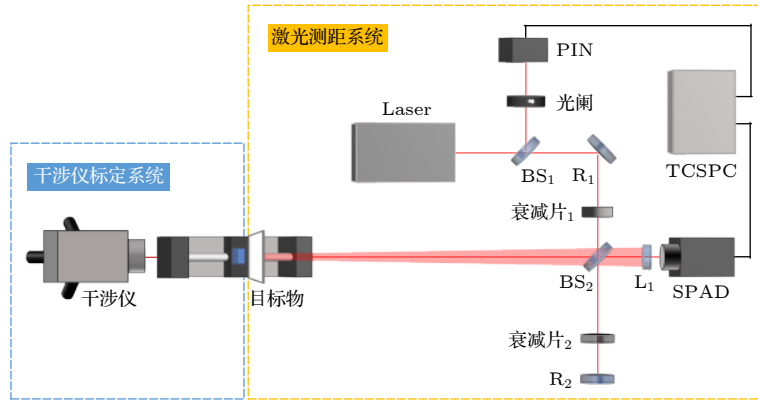 激光测距系统
PIN
光阑
Laser
BS₁
R₁
TCSPC
干涉仪标定系统
衰减片₁
干涉仪
目标物
BS₂
L₁
SPAD
衰减片₂
R₂